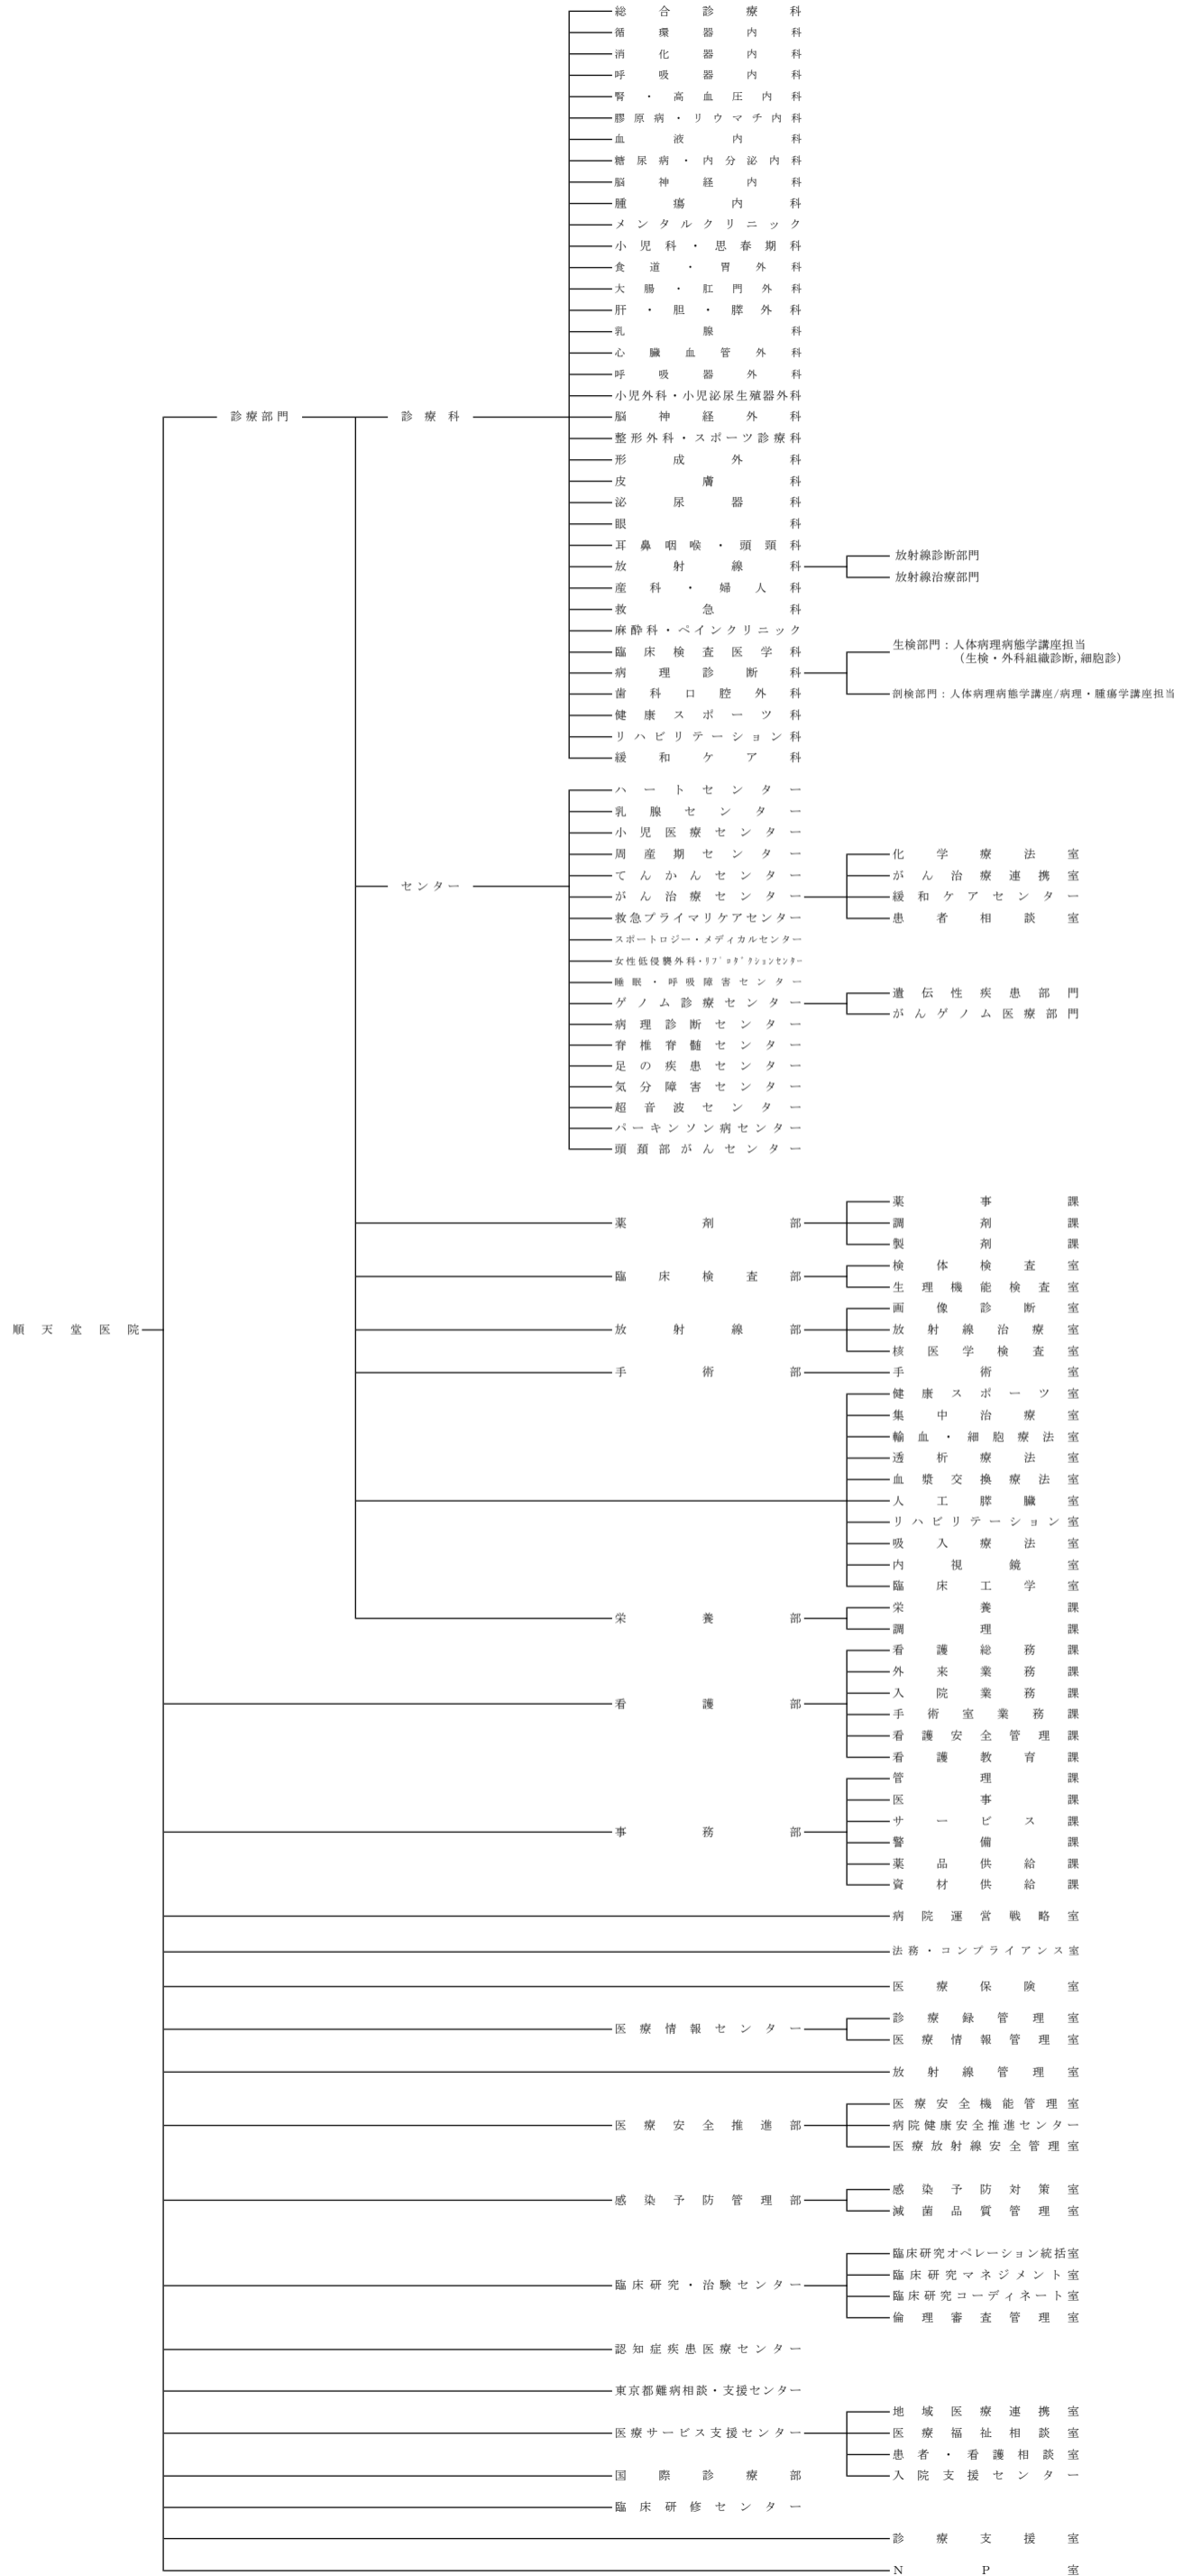 総合診療科
循環器内科
消化器内科
呼吸器内科
腎・高血圧内科
膠原病・リウマチ内科
血液内科
糖尿病・内分泌内科
脳神経内科
腫瘍内科
メンタルクリニック
小児科・思春期科
食道・胃外科
大腸・肛門外科
肝・胆・膵外科
乳腺科
心臓血管外科
呼吸器外科
小児外科・小児泌尿生殖器外科
診療部門 診療科 脳神経外科
整形外科・スポーツ診療科
形成外科
皮膚科
泌尿器科
眼科
耳鼻咽喉・頭頸科
放射線診断部門
放射線科
放射線治療部門
産科・婦人科
救急科
麻酔科・ペインクリニック
生検部門：人体病理病態学講座担当
臨床検査医学科
（生検・外科組織診断,細胞診）
病理診断科
歯科口腔外科
剖検部門：人体病理病態学講座/病理・腫瘍学講座担当
健康スポーツ科
リハビリテーション科
緩和ケア科
ハートセンター
乳腺センター
小児医療センター
周産期センター 化学療法室
てんかんセンター がん治療連携室
センター
がん治療センター 緩和ケアセンター
救急プライマリケアセンター 患者相談室
スポートロジー・メディカルセンター
女性低侵襲外科・リプロダクションセンター
睡眠・呼吸障害センター
遺伝性疾患部門
ゲノム診療センター
がんゲノム医療部門
病理診断センター
脊椎脊髄センター
足の疾患センター
気分障害センター
超音波センター
パーキンソン病センター
頭頚部がんセンター
薬事課
薬剤部 調剤課
製剤課
検体検査室
臨床検査部
生理機能検査室
画像診断室
順天堂医院 放射線部 放射線治療室
核医学検査室
手術部 手術室
健康スポーツ室
集中治療室
輸血・細胞療法室
透析療法室
血漿交換療法室
人工膵臓室
リハビリテーション室
吸入療法室
内視鏡室
臨床工学室
栄養課
栄養部
調理課
看護総務課
外来業務課
入院業務課
看護部
手術室業務課
看護安全管理課
看護教育課
管理課
医事課
サービス課
事務部
警備課
薬品供給課
資材供給課
病院運営戦略室
法務・コンプライアンス室
医療保険室
診療録管理室
医療情報センター
医療情報管理室
放射線管理室
医療安全機能管理室
医療安全推進部 病院健康安全推進センター
医療放射線安全管理室
感染予防対策室
感染予防管理部
滅菌品質管理室
臨床研究オペレーション統括室
臨床研究マネジメント室
臨床研究・治験センター
臨床研究コーディネート室
倫理審査管理室
認知症疾患医療センター
東京都難病相談・支援センター
地域医療連携室
医療サービス支援センター 医療福祉相談室
患者・看護相談室
国際診療部 入院支援センター
臨床研修センター
診療支援室
NP室